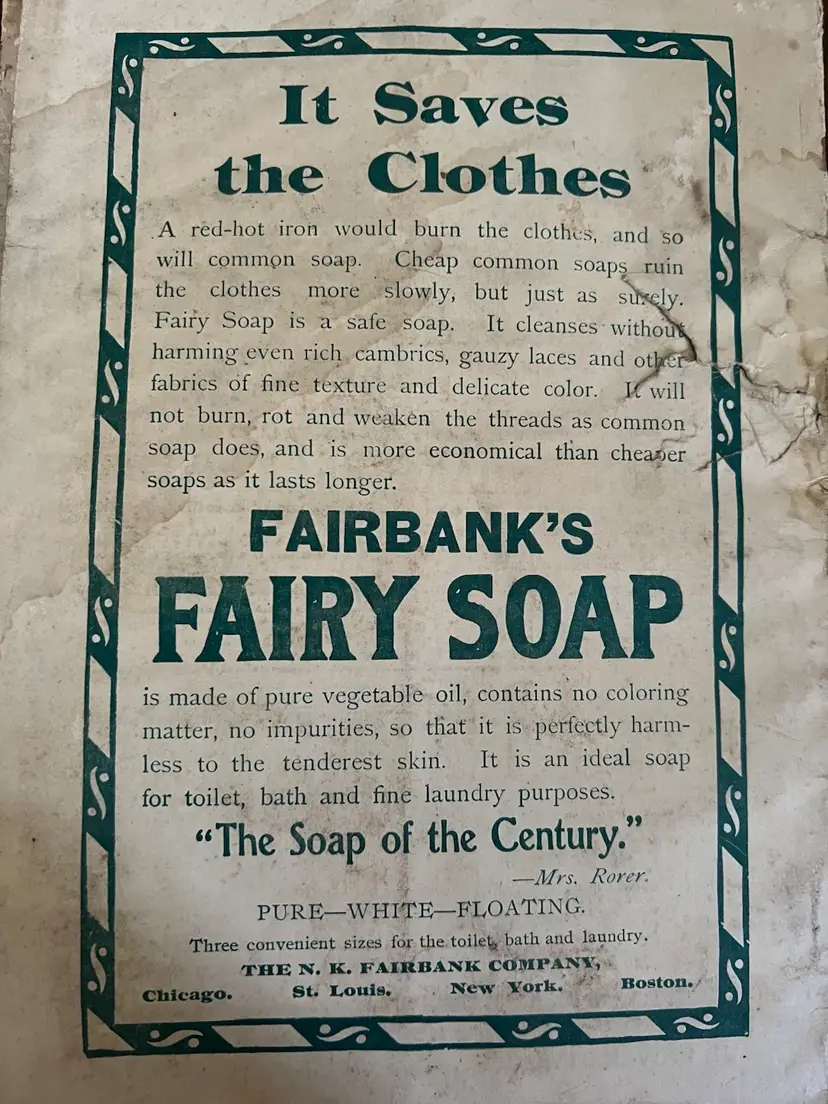 It Saves
the Clothes
A red-hot iron would burn the clothes, and so
will common soap. Cheap common soaps ruin
the clothes more slowly, but just as surely.
Fairy Soap is a safe soap. It cleanses without
harming even rich cambrics, gauzy laces and other
fabrics of fine texture and delicate color. It will
not burn, rot and weaken the threads as common
soap does, and is more economical than cheaper
soaps as it lasts longer.
FAIRBANK'S
FAIRY SOAP
is made of pure vegetable oil, contains no coloring
matter, no impurities, so that it is perfectly harm-
less to the tenderest skin. It is an ideal soap
for toilet, bath and fine laundry purposes.
"The Soap of the Century."
—Mrs. Rorer.
PURE—WHITE—FLOATING.
Three convenient sizes for the toilet, bath and laundry.
THE N. K. FAIRBANK COMPANY,
Chicago. St. Louis. New York. Boston.